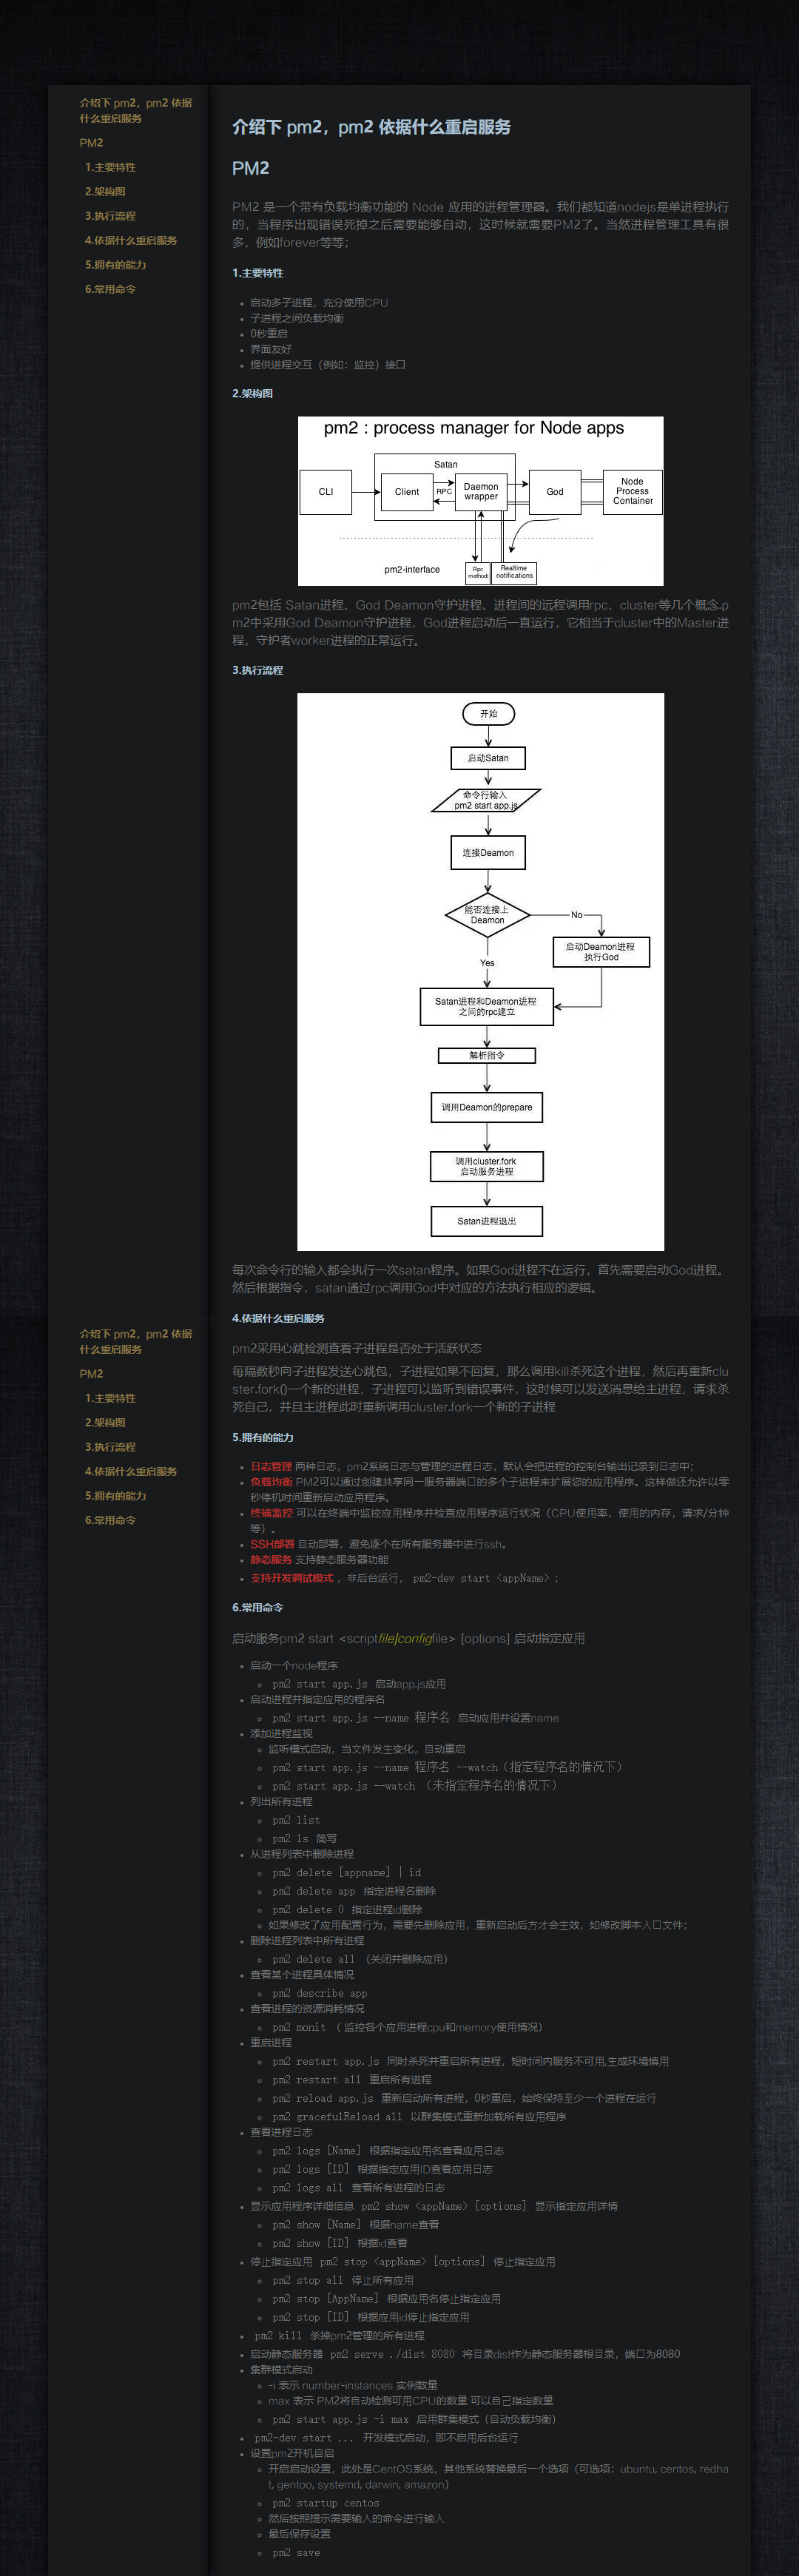 介绍下 pm2，pm2 依据
什么重启服务
PM2
1.主要特性
2.架构图
3.执行流程
4.依据什么重启服务
5.拥有的能力
6.常用命令
介绍下 pm2，pm2 依据什么重启服务
PM2
PM2 是一个带有负载均衡功能的 Node 应用的进程管理器。我们都知道nodejs是单进程执行
的，当程序出现错误死掉之后需要能够自动，这时候就需要PM2了。当然进程管理工具有很
多，例如forever等等；
1.主要特性
启动多子进程，充分使用CPU
子进程之间负载均衡
0秒重启
界面友好
提供进程交互（例如：监控）接口
2.架构图
pm2 : process manager for Node apps
Satan
CLI
Client
RPC
Daemon
wrapper
God
Node
Process
Container
pm2-interface
Rpc
methods
Realtime
notifications
pm2包括 Satan进程、God Deamon守护进程、进程间的远程调用rpc、cluster等几个概念.p
m2中采用God Deamon守护进程，God进程启动后一直运行，它相当于cluster中的Master进
程，守护者worker进程的正常运行。
3.执行流程
开始
启动Satan
命令行输入
pm2 start app.js
连接Deamon
能否连接上
Deamon
No
启动Deamon进程
执行God
Yes
Satan进程和Deamon进程
之间的rpc建立
解析指令
调用Deamon的prepare
调用cluster.fork
启动服务进程
Satan进程退出
每次命令行的输入都会执行一次satan程序。如果God进程不在运行，首先需要启动God进程。
然后根据指令，satan通过rpc调用God中对应的方法执行相应的逻辑。
4.依据什么重启服务
pm2采用心跳检测查看子进程是否处于活跃状态
每隔数秒向子进程发送心跳包，子进程如果不回复，那么调用kill杀死这个进程，然后再重新clu
ster.fork()一个新的进程，子进程可以监听到错误事件，这时候可以发送消息给主进程，请求杀
死自己，并且主进程此时重新调用cluster.fork一个新的子进程
介绍下 pm2，pm2 依据
什么重启服务
PM2
1.主要特性
2.架构图
3.执行流程
4.依据什么重启服务
5.拥有的能力
6.常用命令
5.拥有的能力
日志管理 两种日志，pm2系统日志与管理的进程日志，默认会把进程的控制台输出记录到日志中；
负载均衡 PM2可以通过创建共享同一服务器端口的多个子进程来扩展您的应用程序。这样做还允许以零
秒停机时间重新启动应用程序。
终端监控 可以在终端中监控应用程序并检查应用程序运行状况（CPU使用率，使用的内存，请求/分钟
等）。
SSH部署 自动部署，避免逐个在所有服务器中进行ssh。
静态服务 支持静态服务器功能
支持开发调试模式 ，非后台运行， pm2-dev start <appName> ；
6.常用命令
启动服务pm2 start <scriptfile|configfile> [options] 启动指定应用
启动一个node程序
pm2 start app.js 启动app.js应用
启动进程并指定应用的程序名
pm2 start app.js --name 程序名 启动应用并设置name
添加进程监视
监听模式启动，当文件发生变化，自动重启
pm2 start app.js --name 程序名 --watch（指定程序名的情况下）
pm2 start app.js --watch （未指定程序名的情况下）
列出所有进程
pm2 list
pm2 ls 简写
从进程列表中删除进程
pm2 delete [appname] | id
pm2 delete app 指定进程名删除
pm2 delete 0 指定进程id删除
如果修改了应用配置行为，需要先删除应用，重新启动后方才会生效，如修改脚本入口文件；
删除进程列表中所有进程
pm2 delete all （关闭并删除应用）
查看某个进程具体情况
pm2 describe app
查看进程的资源消耗情况
pm2 monit （ 监控各个应用进程cpu和memory使用情况）
重启进程
pm2 restart app.js 同时杀死并重启所有进程，短时间内服务不可用,生成环境慎用
pm2 restart all 重启所有进程
pm2 reload app.js 重新启动所有进程，0秒重启，始终保持至少一个进程在运行
pm2 gracefulReload all 以群集模式重新加载所有应用程序
查看进程日志
pm2 logs [Name] 根据指定应用名查看应用日志
pm2 logs [ID] 根据指定应用ID查看应用日志
pm2 logs all 查看所有进程的日志
显示应用程序详细信息 pm2 show <appName> [options] 显示指定应用详情
pm2 show [Name] 根据name查看
pm2 show [ID] 根据id查看
停止指定应用 pm2 stop <appName> [options] 停止指定应用
pm2 stop all 停止所有应用
pm2 stop [AppName] 根据应用名停止指定应用
pm2 stop [ID] 根据应用id停止指定应用
pm2 kill 杀掉pm2管理的所有进程
启动静态服务器 pm2 serve ./dist 8080 将目录dist作为静态服务器根目录，端口为8080
集群模式启动
-i 表示 number-instances 实例数量
max 表示 PM2将自动检测可用CPU的数量 可以自己指定数量
pm2 start app.js -i max 启用群集模式（自动负载均衡）
pm2-dev start ... 开发模式启动，即不启用后台运行
设置pm2开机自启
开启启动设置，此处是CentOS系统，其他系统替换最后一个选项（可选项：ubuntu, centos, redha
t, gentoo, systemd, darwin, amazon）
pm2 startup centos
然后按照提示需要输入的命令进行输入
最后保存设置
pm2 save